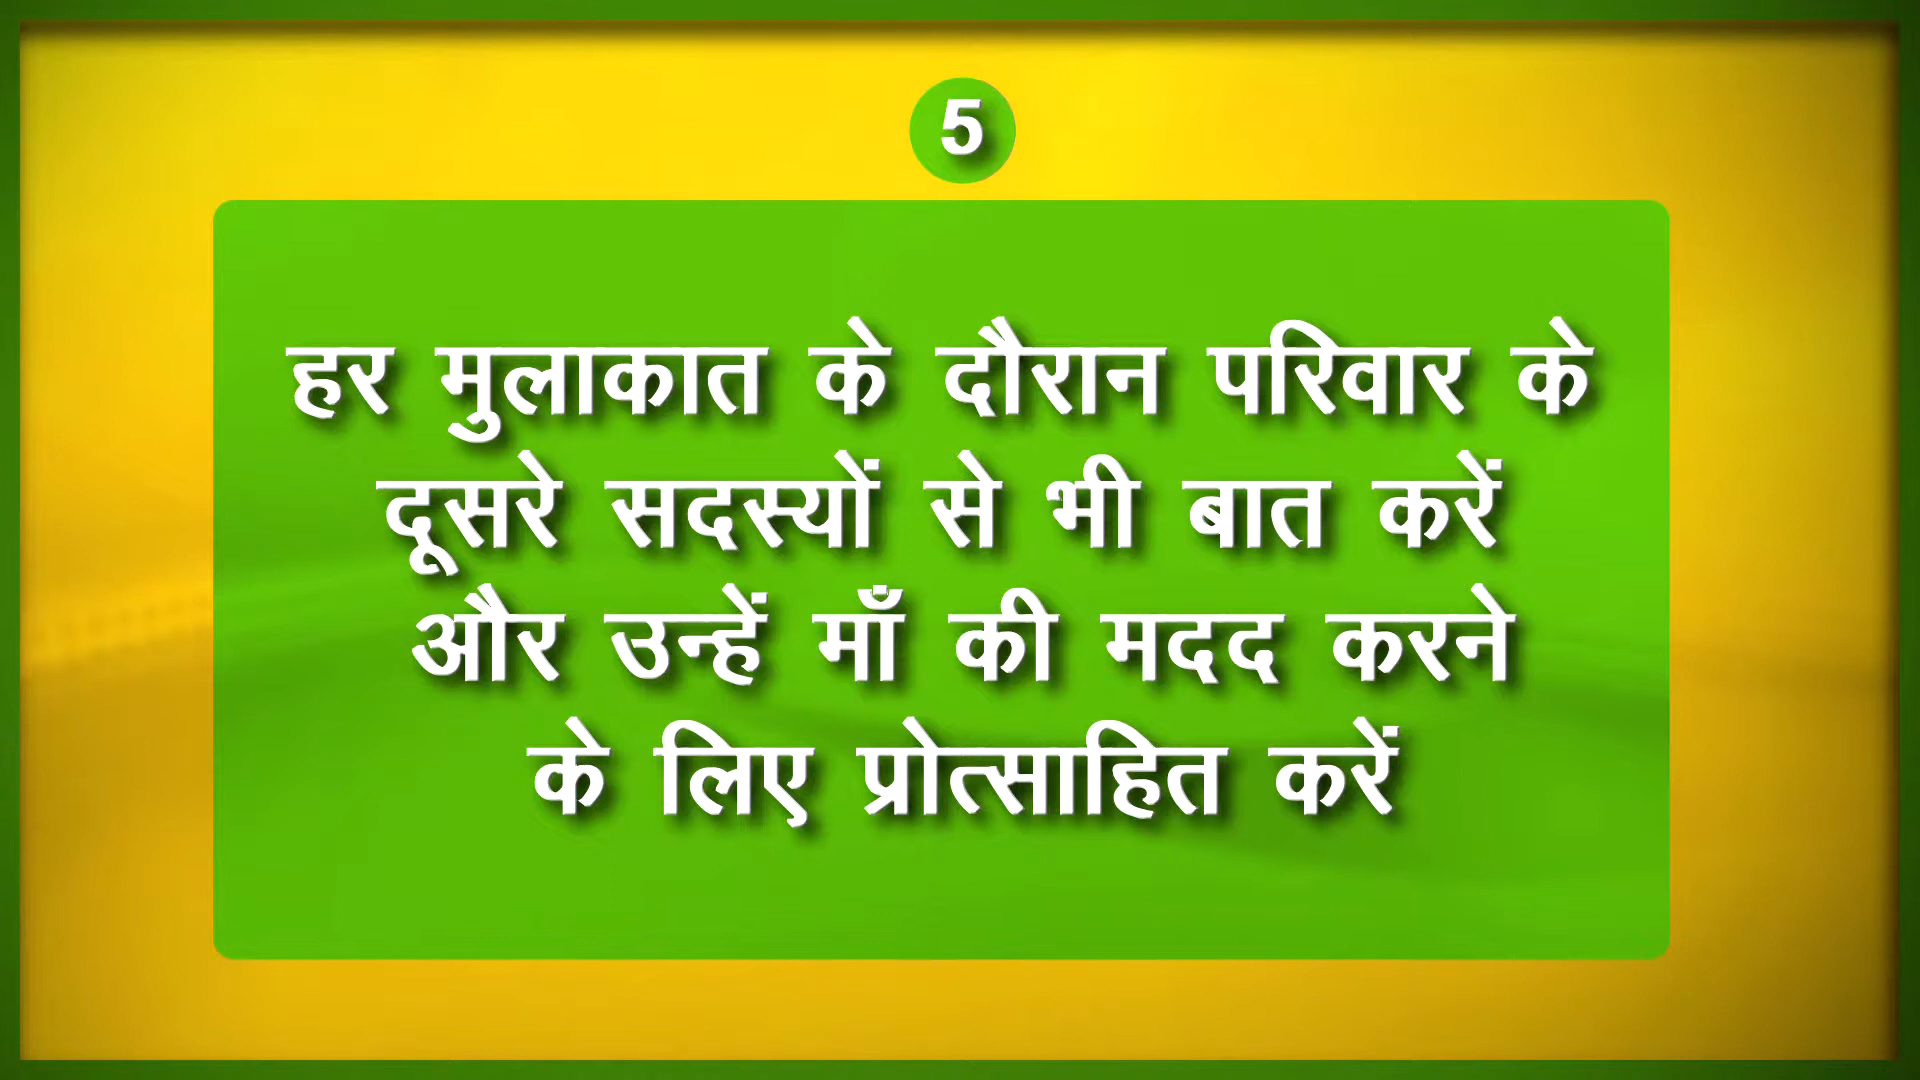 5
हर मुलाकात के दौरान परिवार के
दूसरे सदस्यों से भी बात करें
और उन्हें माँ की मदद करने
के लिए प्रोत्साहित करें